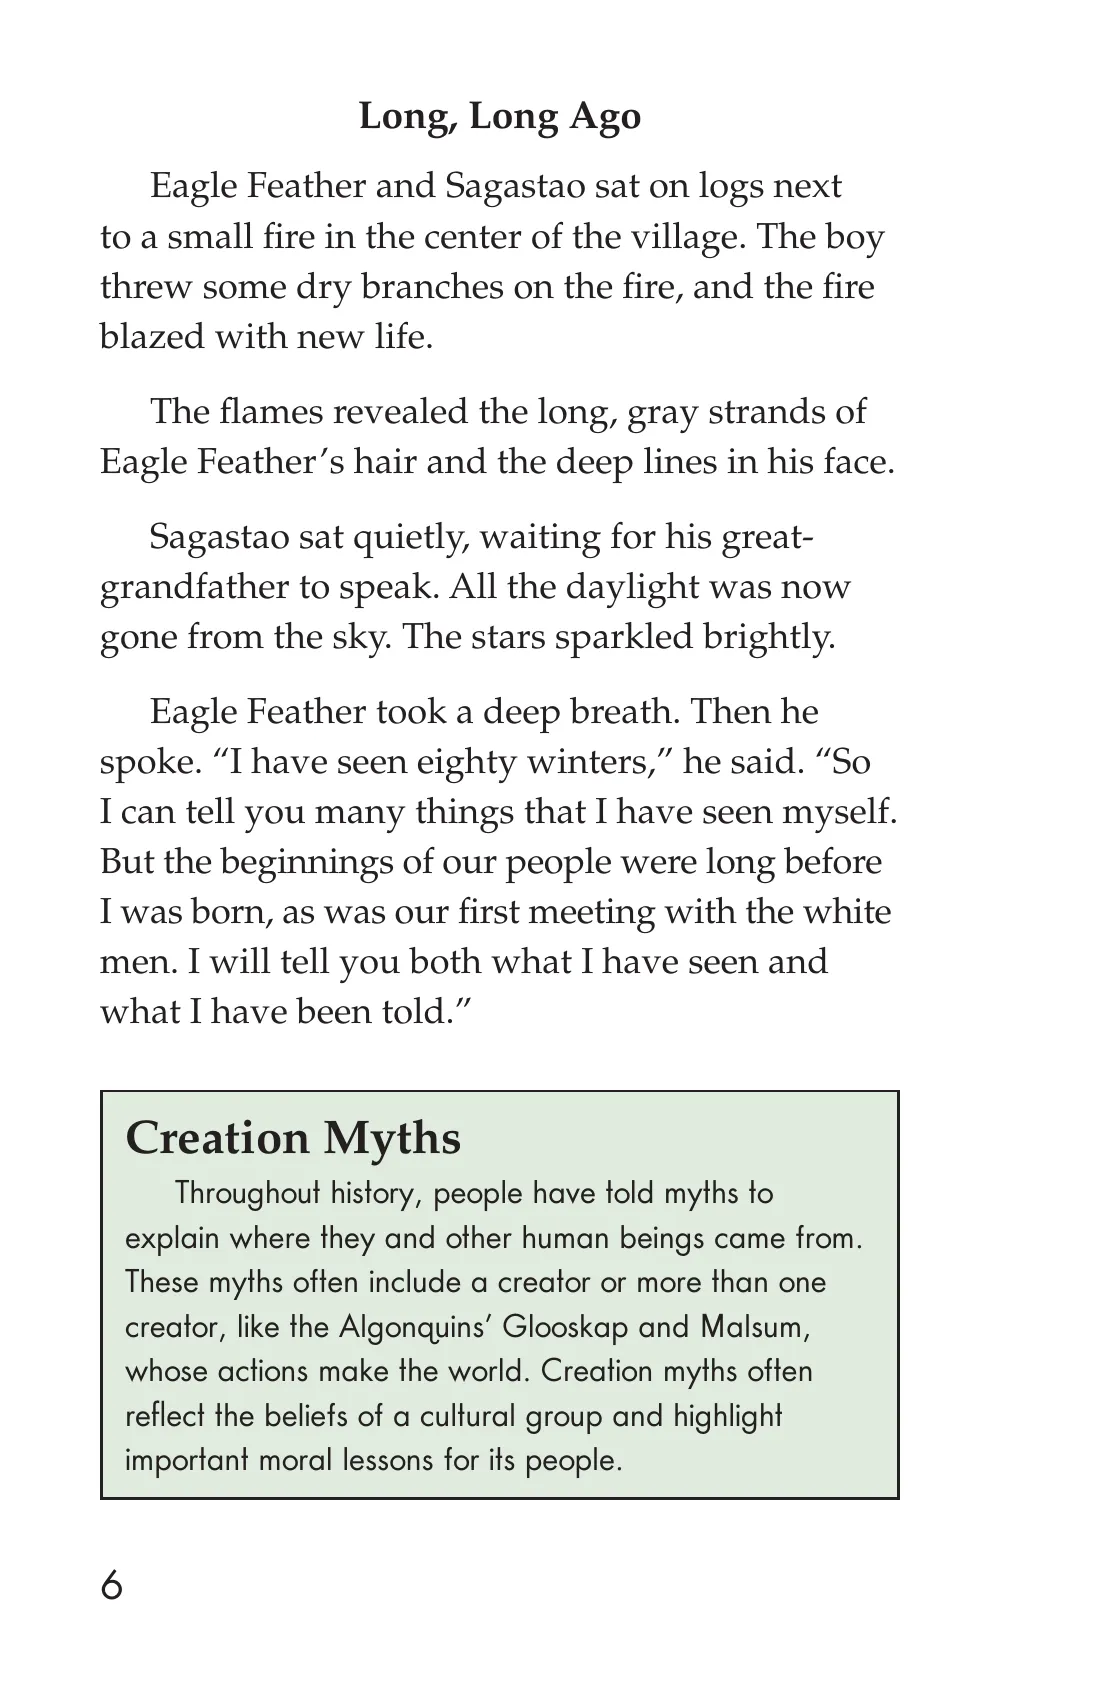 Long, Long Ago
Eagle Feather and Sagastao sat on logs next
to a small fire in the center of the village. The boy
threw some dry branches on the fire, and the fire
blazed with new life.
The flames revealed the long, gray strands of
Eagle Feather’s hair and the deep lines in his face.
Sagastao sat quietly, waiting for his great-
grandfather to speak. All the daylight was now
gone from the sky. The stars sparkled brightly.
Eagle Feather took a deep breath. Then he
spoke. “I have seen eighty winters,” he said. “So
I can tell you many things that I have seen myself.
But the beginnings of our people were long before
I was born, as was our first meeting with the white
men. I will tell you both what I have seen and
what I have been told.”
Creation Myths
Throughout history, people have told myths to
explain where they and other human beings came from.
These myths often include a creator or more than one
creator, like the Algonquins’ Glooskap and Malsum,
whose actions make the world. Creation myths often
reflect the beliefs of a cultural group and highlight
important moral lessons for its people.
6